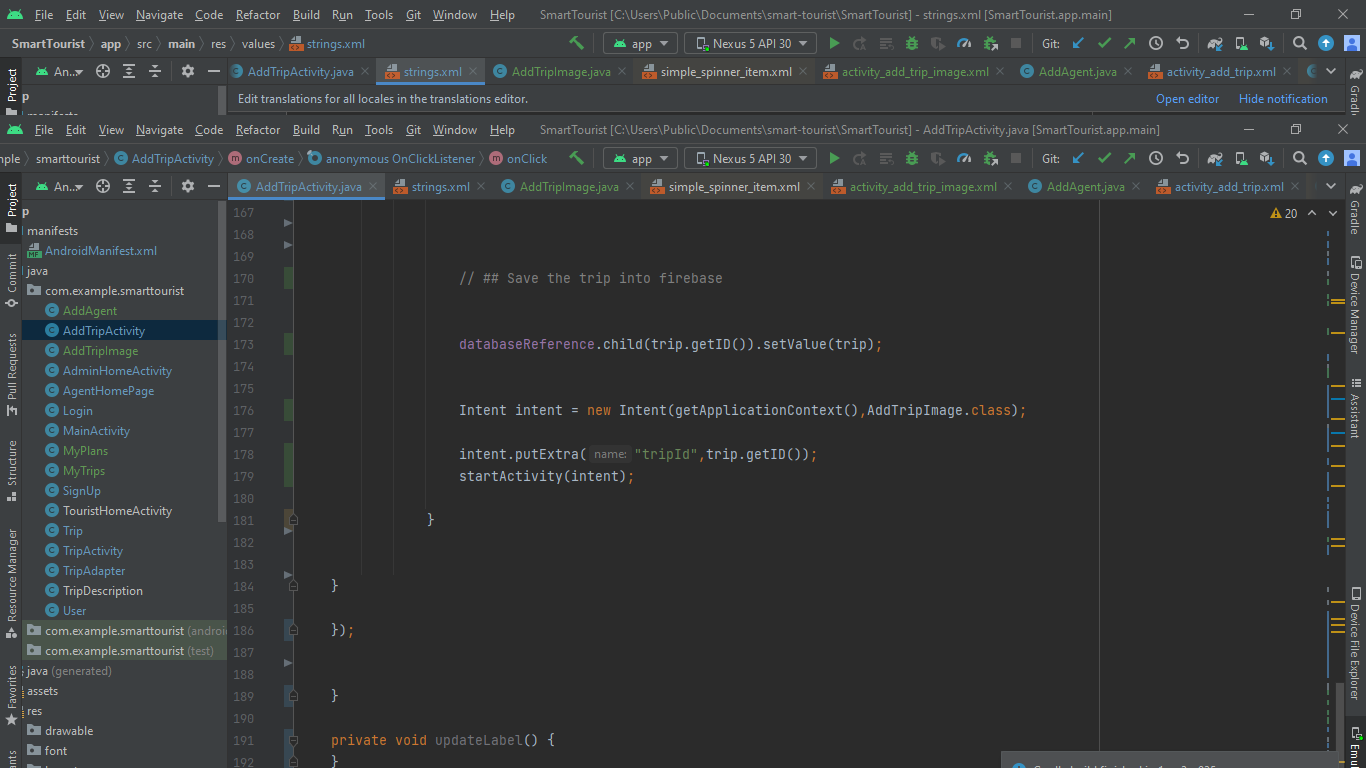 File Edit View Navigate Code Refactor Build Run Tools Git Window Help SmartTourist [C:\Users\Public\Documents\smart-tourist\SmartTourist] - strings.xml [SmartTourist.app.main]
SmartTourist app src main res values strings.xml app Nexus 5 API 30 Git:
Project An... AddTripActivity.java strings.xml AddTripImage.java simple_spinner_item.xml activity_add_trip_image.xml AddAgent.java activity_add_trip.xml
Edit translations for all locales in the translations editor. Open editor Hide notification
File Edit View Navigate Code Refactor Build Run Tools Git Window Help SmartTourist [C:\Users\Public\Documents\smart-tourist\SmartTourist] - AddTripActivity.java [SmartTourist.app.main]
smarttourist AddTripActivity onCreate anonymous OnClickListener onClick app Nexus 5 API 30 Git:
An... AddTripActivity.java strings.xml AddTripImage.java simple_spinner_item.xml activity_add_trip_image.xml AddAgent.java activity_add_trip.xml
Project
Commit
Pull Requests
Structure
Resource Manager
Favorites
manifests
AndroidManifest.xml
java
com.example.smarttourist
AddAgent
AddTripActivity
AddTripImage
AdminHomeActivity
AgentHomePage
Login
MainActivity
MyPlans
MyTrips
SignUp
TouristHomeActivity
Trip
TripActivity
TripAdapter
TripDescription
User
com.example.smarttourist
com.example.smarttourist (test)
java (generated)
assets
res
drawable
font
167 20
168
169
170 // ## Save the trip into firebase
171
172
173 databaseReference.child(trip.getID()).setValue(trip);
174
175
176 Intent intent = new Intent(getApplicationContext(),AddTripImage.class);
177
178 intent.putExtra( name: "tripId",trip.getID());
179 startActivity(intent);
180
181 }
182
183
184 }
185
186 });
187
188
189 }
190
191 private void updateLabel() {
192 }
Gradle
Gradle
Device Manager
Assistant
Device File Explorer